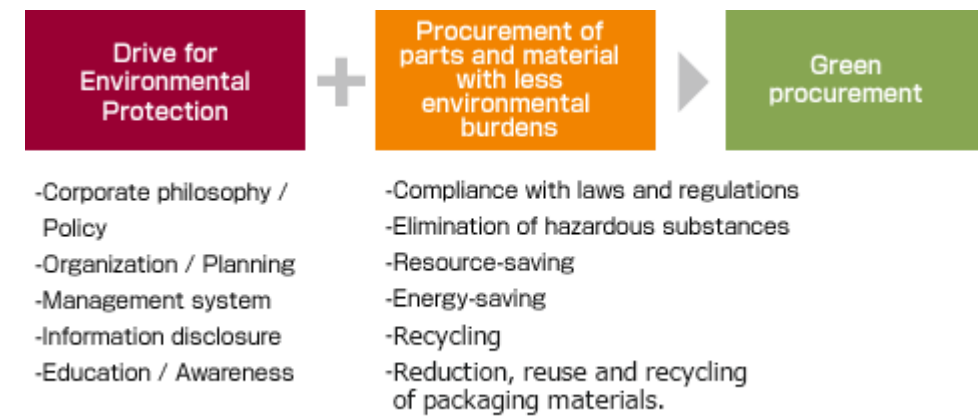 Drive for
Environmental
Protection
Procurement of
parts and material
with less
environmental
burdens
Green
procurement
-Corporate philosophy /
Policy
-Organization / Planning
-Management system
-Information disclosure
-Education / Awareness
-Compliance with laws and regulations
-Elimination of hazardous substances
-Resource-saving
-Energy-saving
-Recycling
-Reduction, reuse and recycling
of packaging materials.